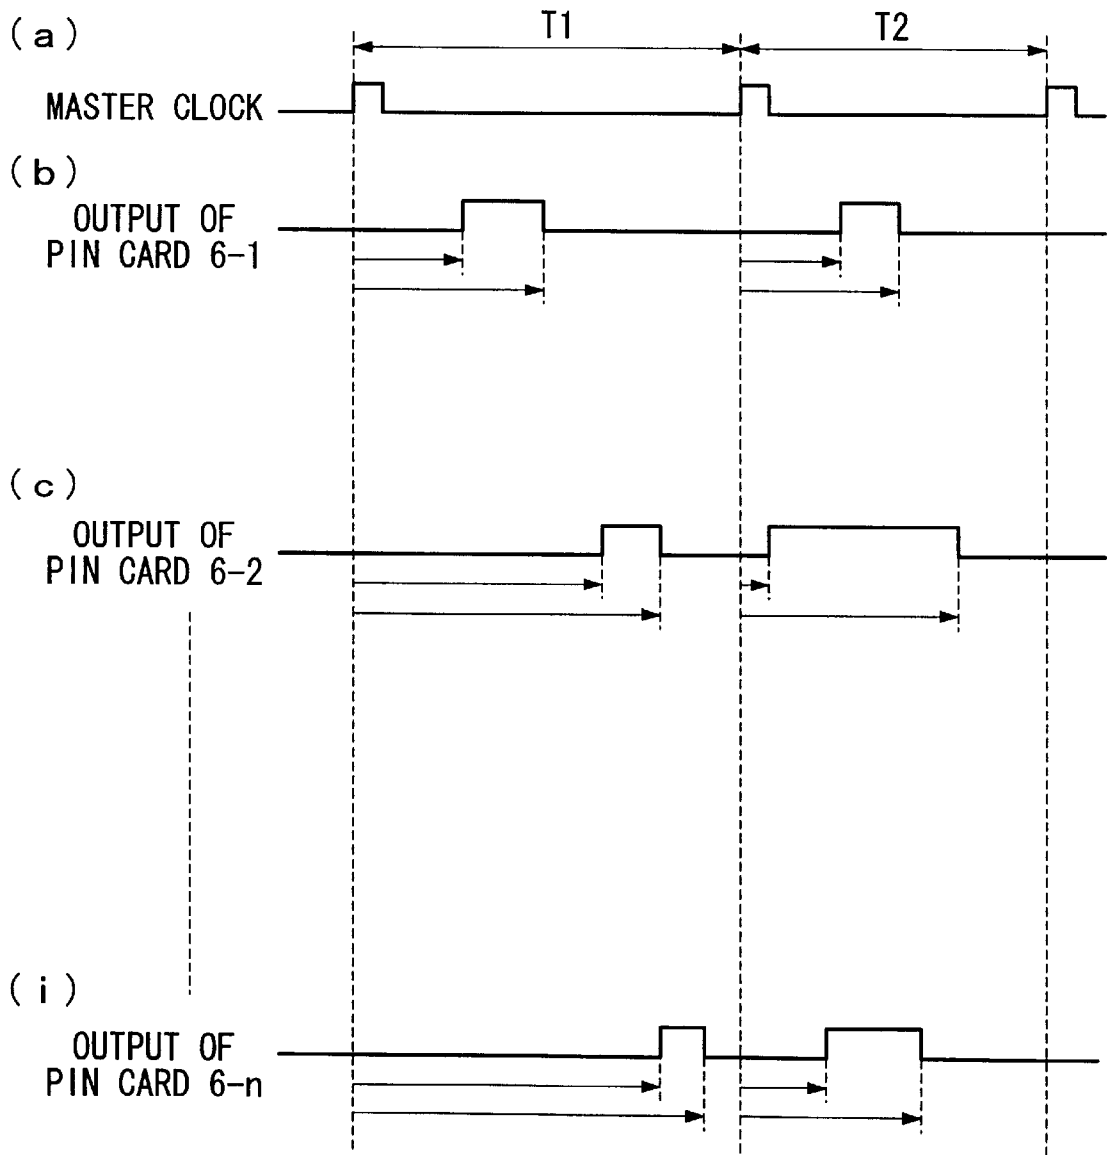 (a)
T1
T2
MASTER CLOCK
(b)
OUTPUT OF
PIN CARD 6-1
(c)
OUTPUT OF
PIN CARD 6-2
(i)
OUTPUT OF
PIN CARD 6-n